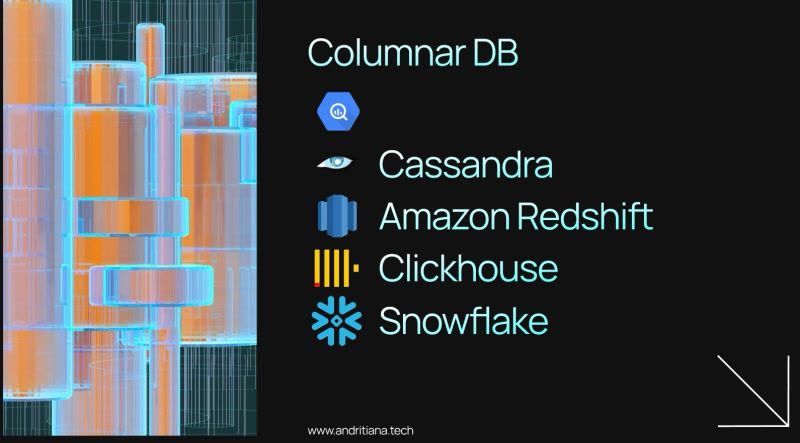 Columnar DB
Cassandra
Amazon Redshift
Clickhouse
Snowflake
www.andritiana.tech